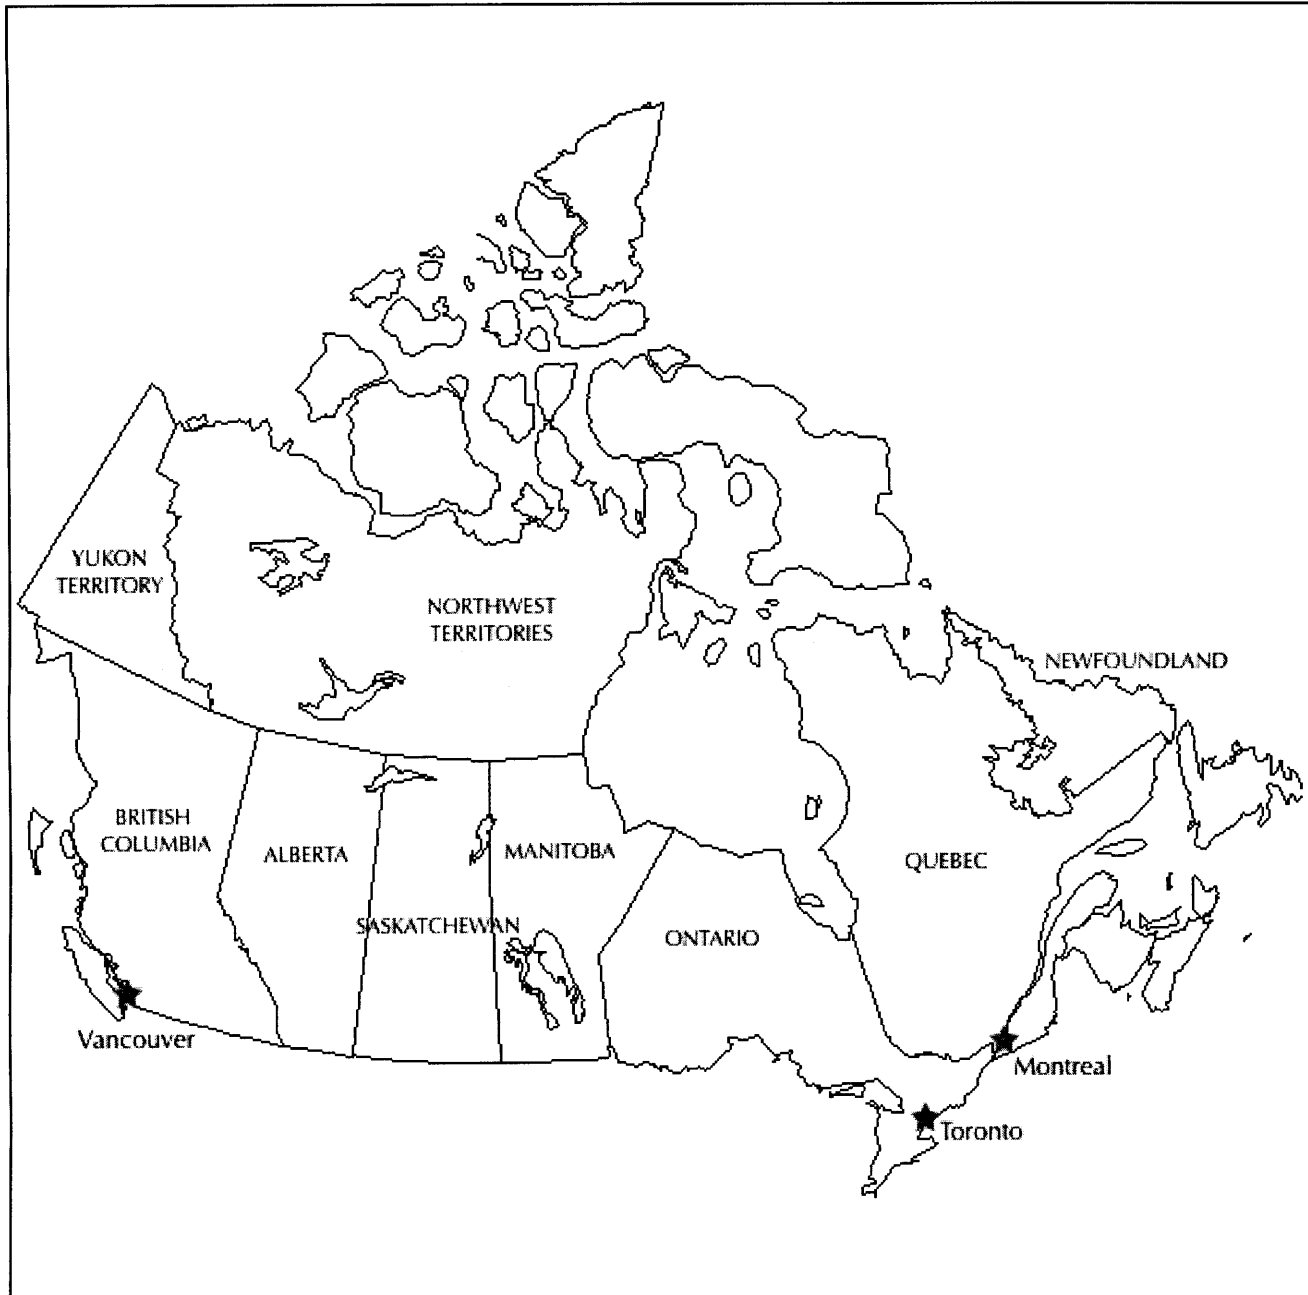 YUKON
TERRITORY
NORTHWEST
TERRITORIES
NEWFOUNDLAND
BRITISH
COLUMBIA
ALBERTA
MANITOBA
QUEBEC
SASKATCHEWAN
ONTARIO
Vancouver
Montreal
Toronto